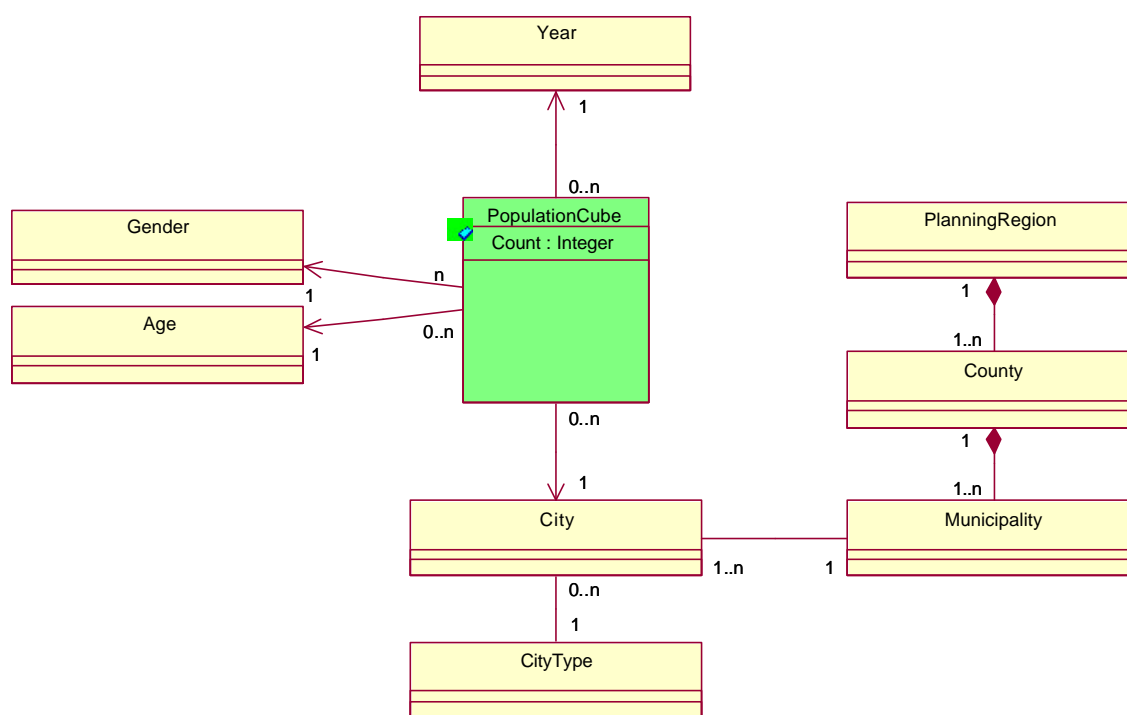 Year
1
0..n
PopulationCube
Count : Integer
Gender
n
1
Age
0..n
1
PlanningRegion
1
1..n
County
1
1..n
Municipality
0..n
1
City
1..n
1
0..n
1
CityType